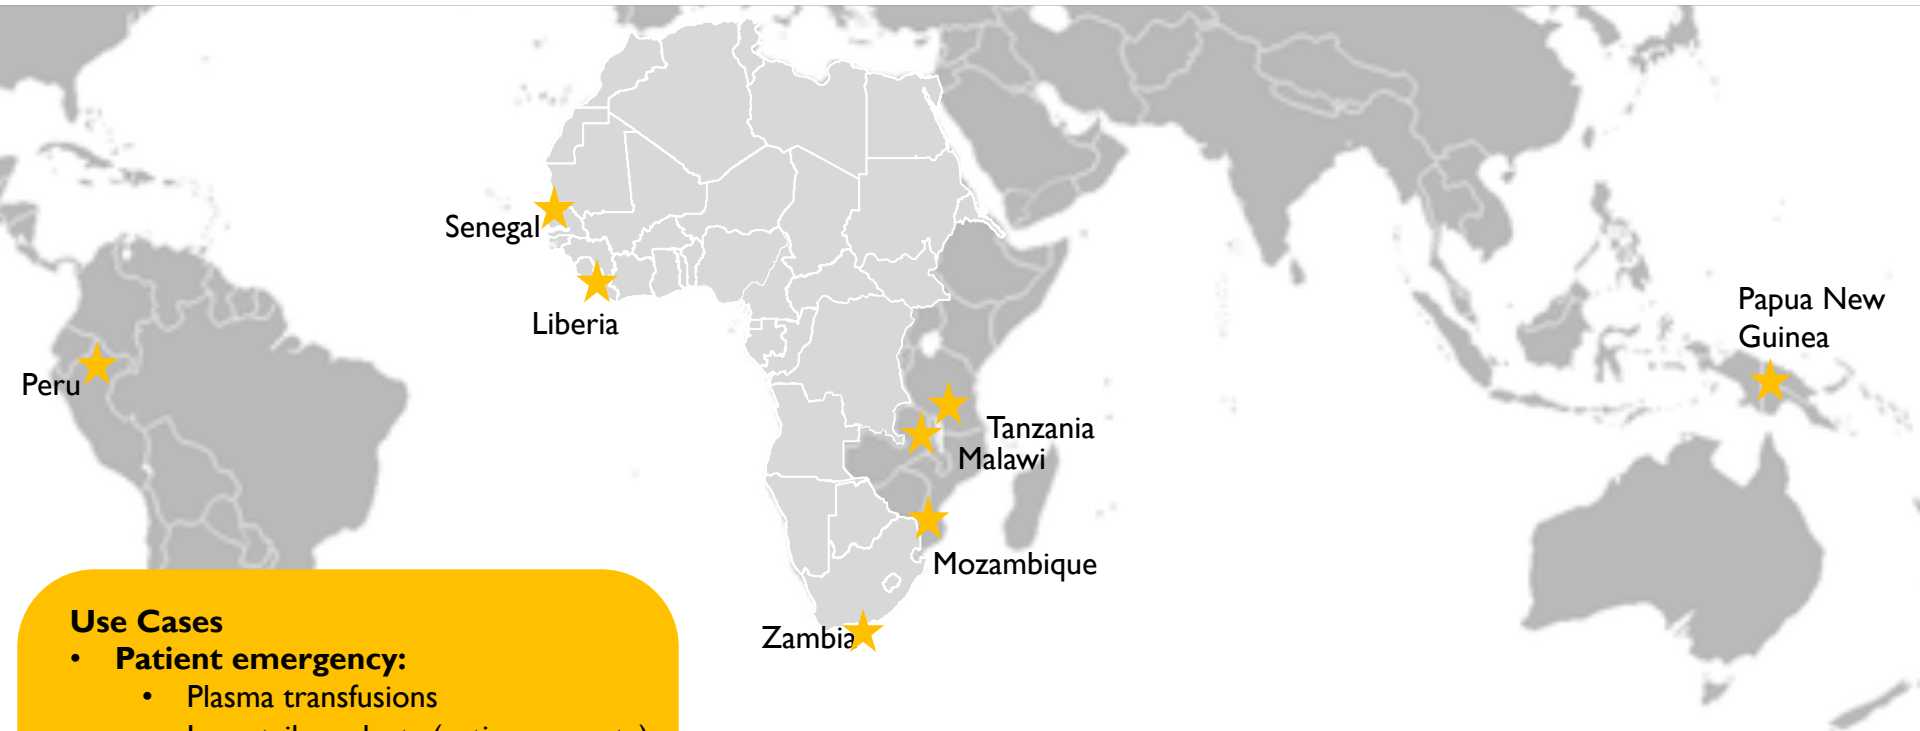 Senegal
Liberia
Peru
Papua New
Guinea
Tanzania
Malawi
Mozambique
Zambia
Use Cases
• Patient emergency:
• Plasma transfusions